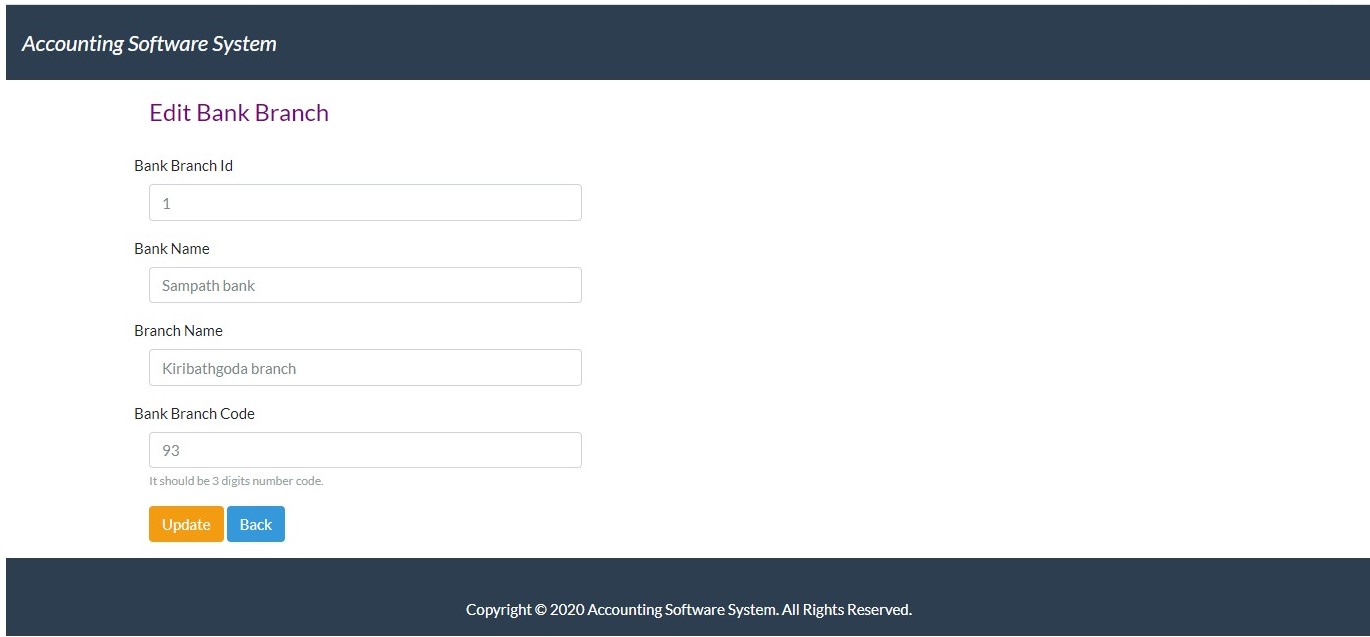 Accounting Software System
Edit Bank Branch
Bank Branch Id
1
Bank Name
Sampath bank
Branch Name
Kiribathgoda branch
Bank Branch Code
93
It should be 3 digits number code.
Update Back
Copyright © 2020 Accounting Software System. All Rights Reserved.